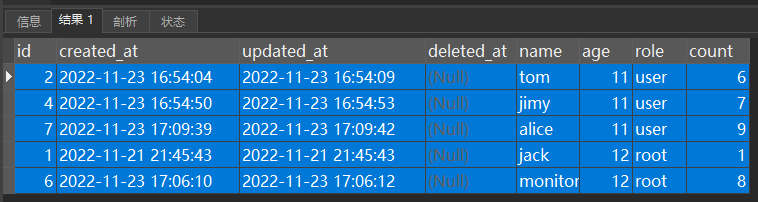 信息 结果 1 剖析 状态
id created_at updated_at deleted_at name age role count
2 2022-11-23 16:54:04 2022-11-23 16:54:09 (Null) tom 11 user 6
4 2022-11-23 16:54:50 2022-11-23 16:54:53 (Null) jimy 11 user 7
7 2022-11-23 17:09:39 2022-11-23 17:09:42 (Null) alice 11 user 9
1 2022-11-21 21:45:43 2022-11-21 21:45:43 (Null) jack 12 root 1
6 2022-11-23 17:06:10 2022-11-23 17:06:12 (Null) monitor 12 root 8